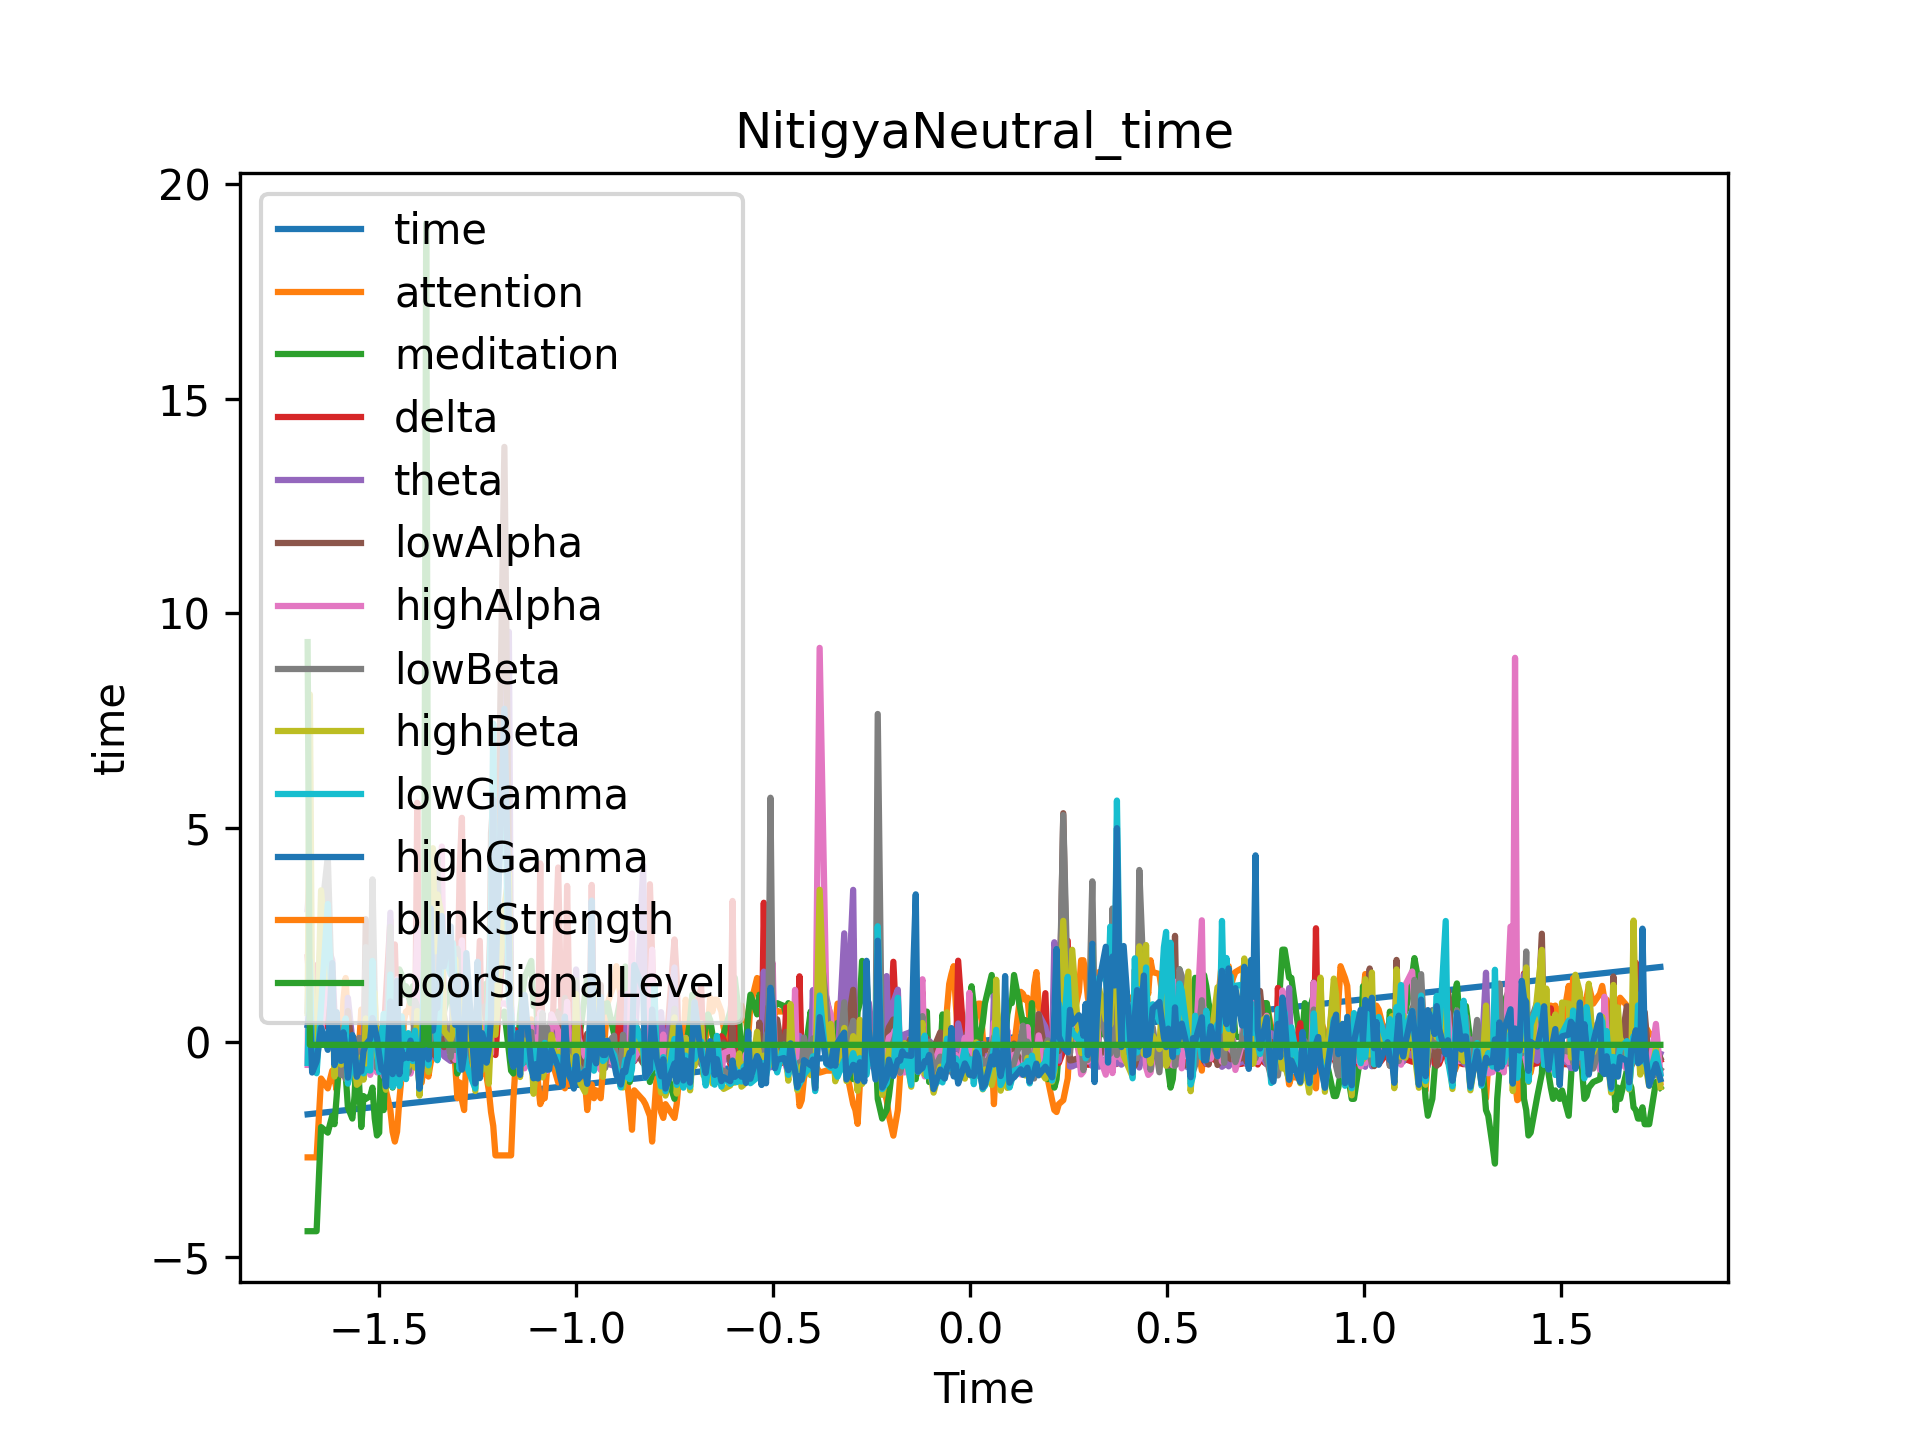 NitigyaNeutral_time
20
15
10
5
0
−5
time
time
attention
meditation
delta
theta
lowAlpha
highAlpha
lowBeta
highBeta
lowGamma
highGamma
blinkStrength
poorSignalLevel
−1.5 −1.0 −0.5 0.0 0.5 1.0 1.5
Time